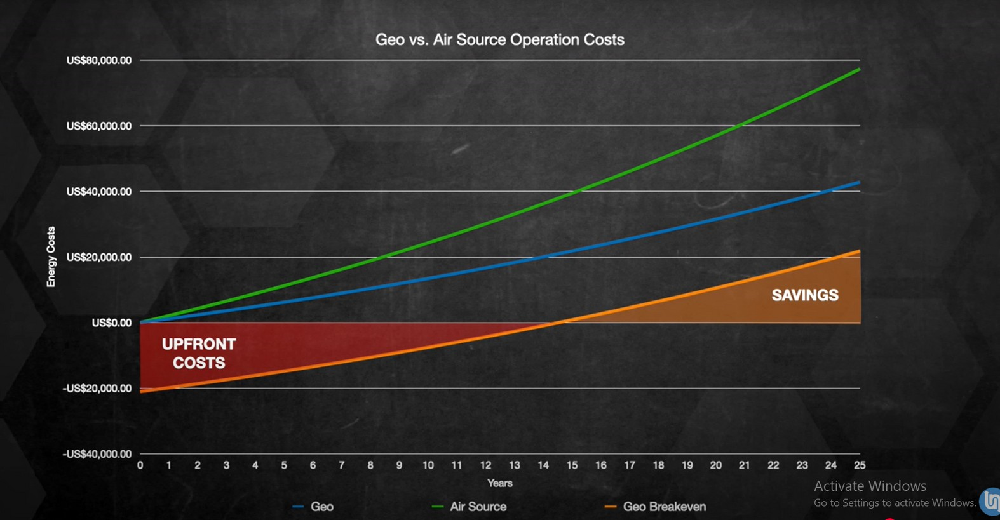 Geo vs. Air Source Operation Costs
US$80,000.00
US$60,000.00
US$40,000.00
US$20,000.00
US$0.00
-US$20,000.00
-US$40,000.00
Energy Costs
UPFRONT
COSTS
SAVINGS
0 1 2 3 4 5 6 7 8 9 10 11 12 13 14 15 16 17 18 19 20 21 22 23 24 25
Years
Geo Air Source Geo Breakeven
Activate Windows
Go to Settings to activate Windows.